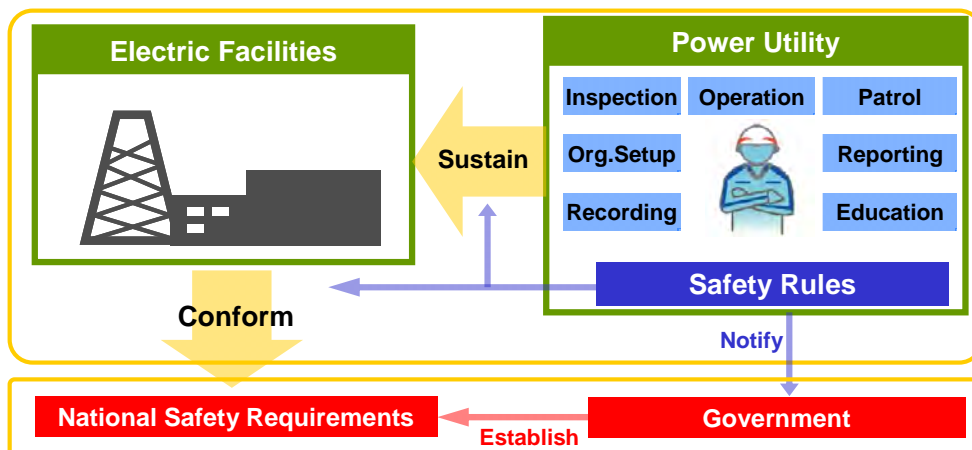 Electric Facilities
Power Utility
Inspection
Operation
Patrol
Sustain
Org.Setup
Reporting
Recording
Education
Safety Rules
Conform
Notify
National Safety Requirements
Government
Establish